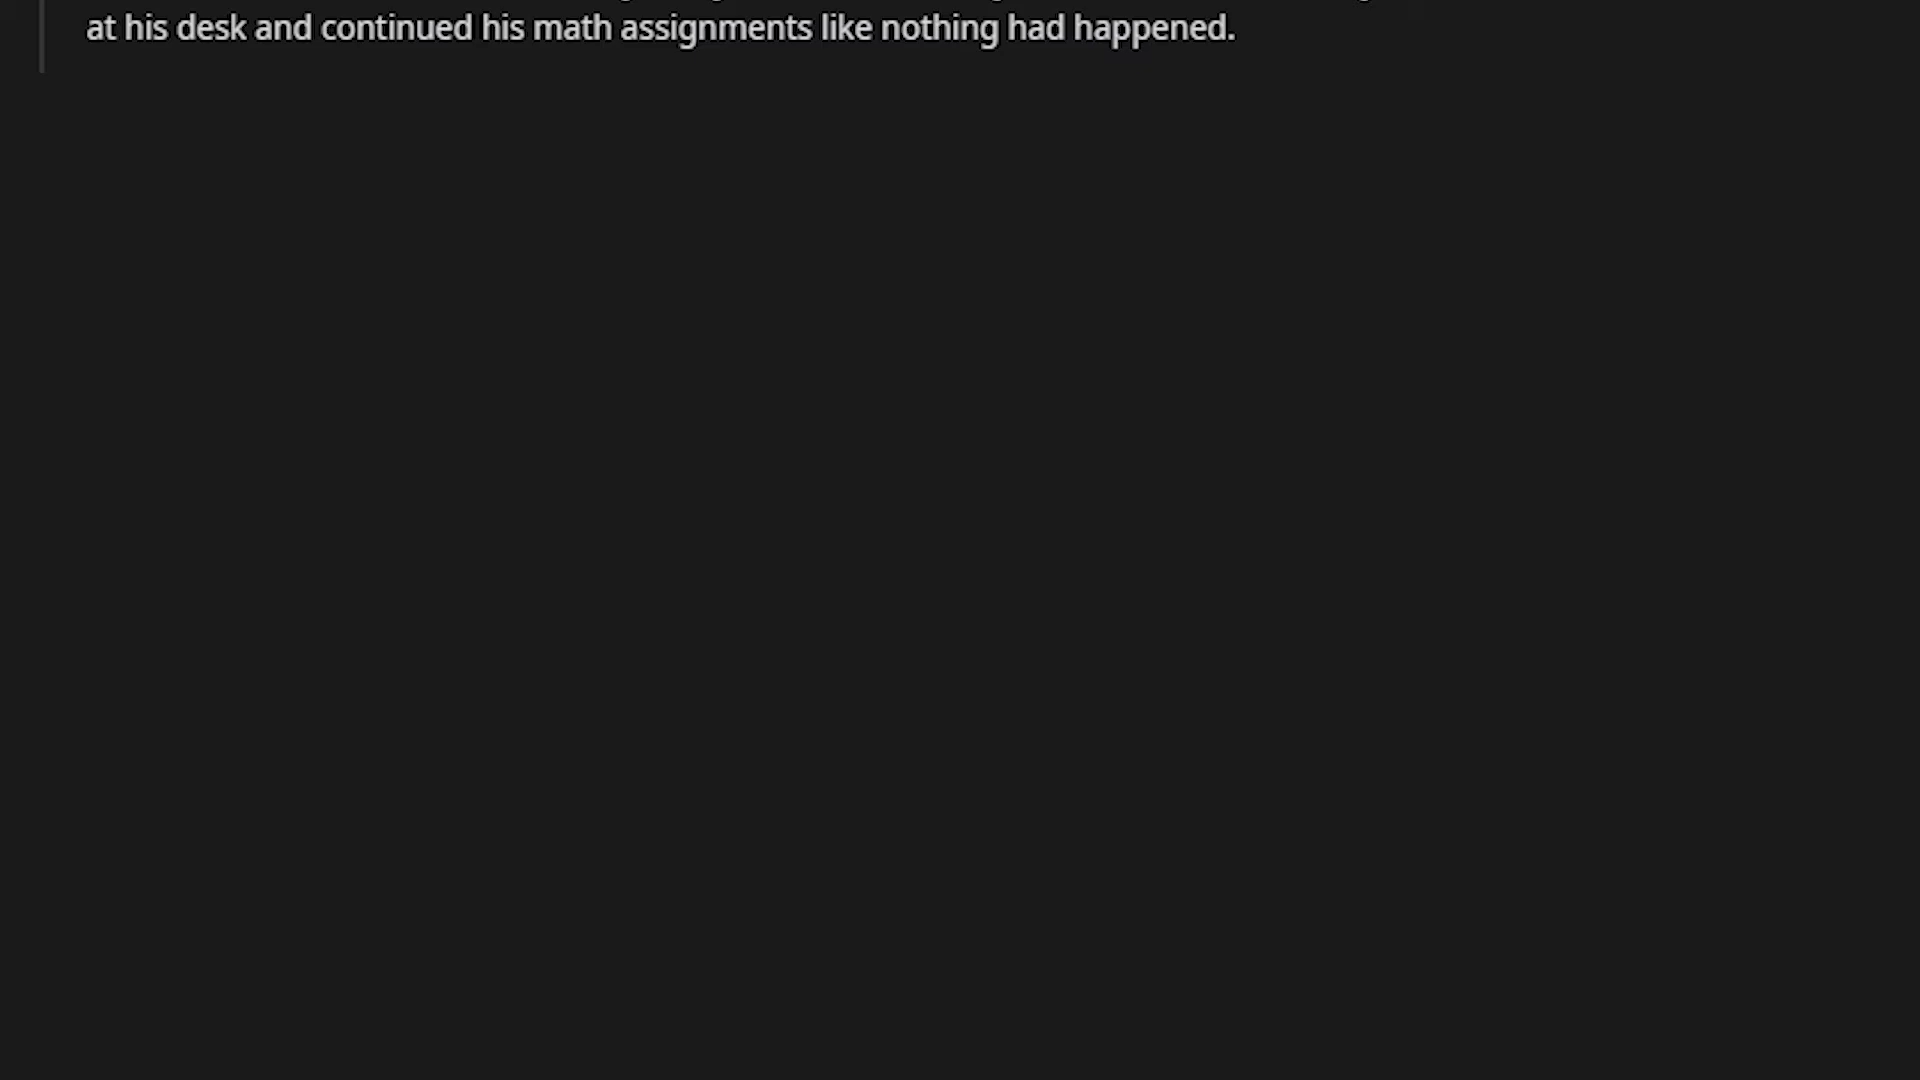 at his desk and continued his math assignments like nothing had happened.